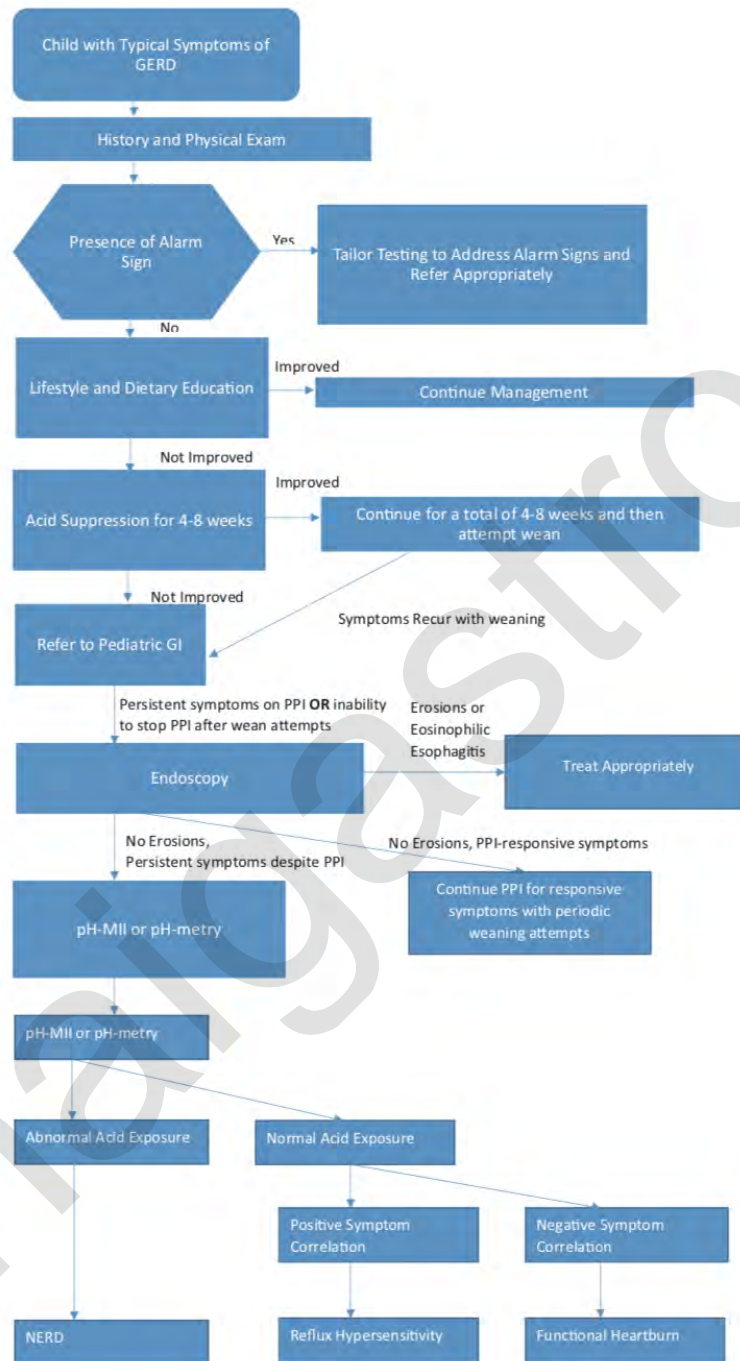 Child with Typical Symptoms of
GERD
History and Physical Exam
Presence of Alarm
Sign
Yes
Tailor Testing to Address Alarm Signs and
Refer Appropriately
No
Lifestyle and Dietary Education
Improved
Continue Management
Not Improved
Acid Suppression for 4-8 weeks
Improved
Continue for a total of 4-8 weeks and then
attempt wean
Not Improved
Symptoms Recur with weaning
Refer to Pediatric GI
Persistent symptoms on PPI OR inability
to stop PPI after wean attempts
Erosions or
Eosinophilic
Esophagitis
Endoscopy
Treat Appropriately
No Erosions,
Persistent symptoms despite PPI
No Erosions, PPI-responsive symptoms
Continue PPI for responsive
symptoms with periodic
weaning attempts
pH-MII or pH-metry
pH-MII or pH-metry
Abnormal Acid Exposure
Normal Acid Exposure
Positive Symptom
Correlation
Negative Symptom
Correlation
NERD
Reflux Hypersensitivity
Functional Heartburn